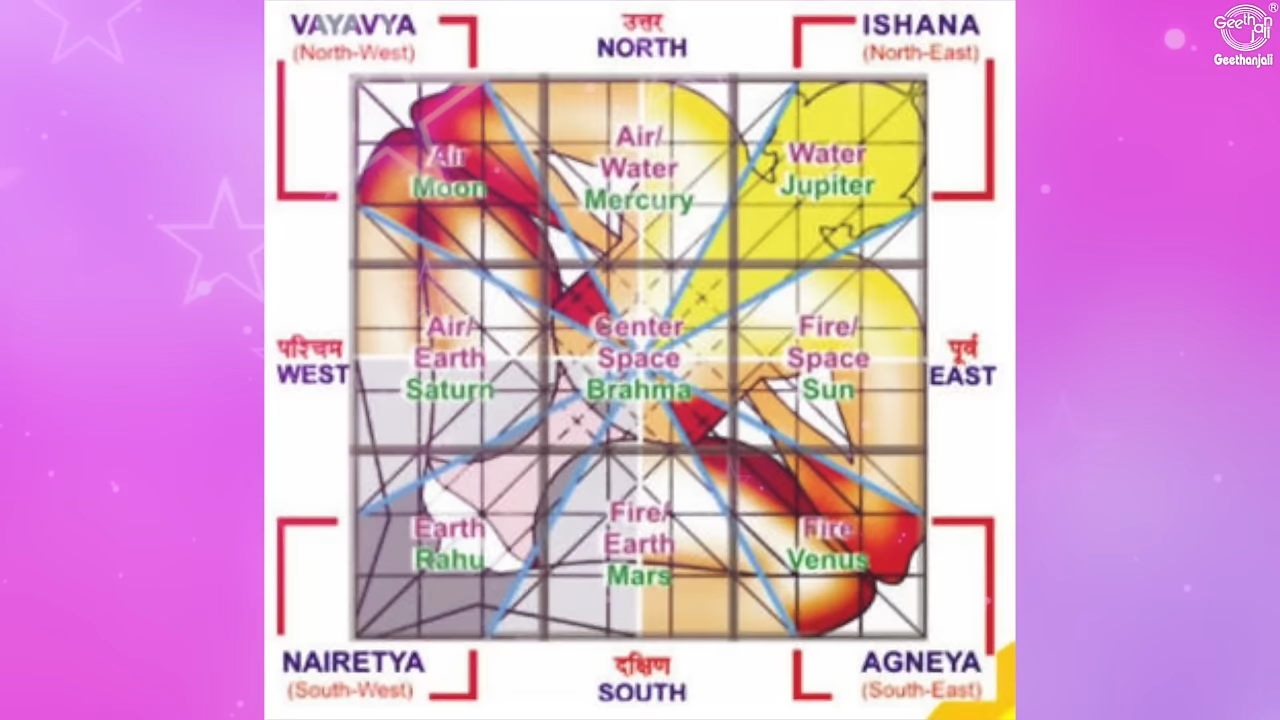 VAYAVYA
(North-West)
उत्तर
NORTH
ISHANA
(North-East)
Geethanjali
Geethanjali
Air
Moon
Air/
Water
Mercury
Water
Jupiter
पश्चिम
WEST
Air/
Earth
Saturn
Center
Space
Brahma
Fire/
Space
Sun
पूर्व
EAST
Earth
Rahu
Fire/
Earth
Mars
Fire
Venus
NAIRETYA
(South-West)
दक्षिण
SOUTH
AGNEYA
(South-East)